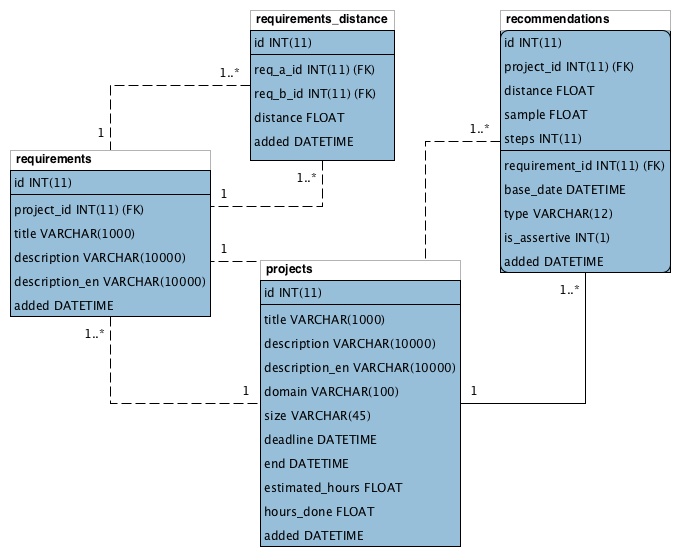 requirements_distance
id INT(11)
req_a_id INT(11) (FK)
req_b_id INT(11) (FK)
distance FLOAT
added DATETIME
recommendations
id INT(11)
project_id INT(11) (FK)
distance FLOAT
sample FLOAT
steps INT(11)
requirement_id INT(11) (FK)
base_date DATETIME
type VARCHAR(12)
is_assertive INT(1)
added DATETIME
1..*
1
1..*
1..*
1
requirements
id INT(11)
project_id INT(11) (FK)
title VARCHAR(1000)
description VARCHAR(10000)
description_en VARCHAR(10000)
added DATETIME
1
projects
id INT(11)
title VARCHAR(1000)
description VARCHAR(10000)
description_en VARCHAR(10000)
domain VARCHAR(100)
size VARCHAR(45)
deadline DATETIME
end DATETIME
estimated_hours FLOAT
hours_done FLOAT
added DATETIME
1..*
1..*
1
1